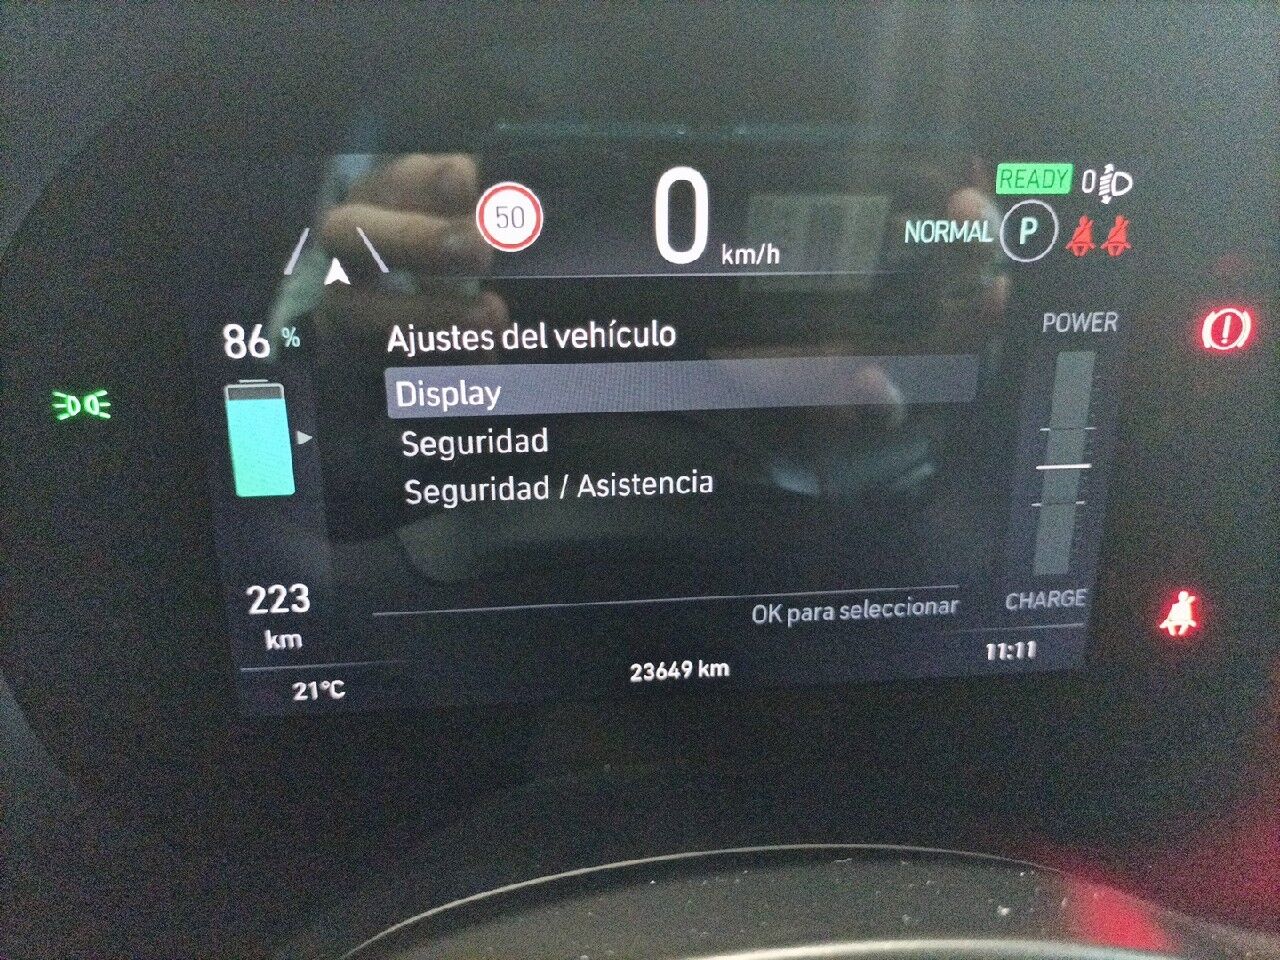 READY 0
50 0 km/h
NORMAL P
86 %
Ajustes del vehículo
POWER
Display
Seguridad
Seguridad / Asistencia
223
km
OK para seleccionar
CHARGE
21°C
23649 km
11:11